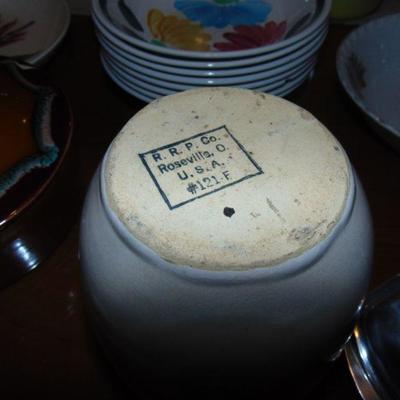 R. R. P. Co.
Roseville, O.
U. S. A.
#121-F